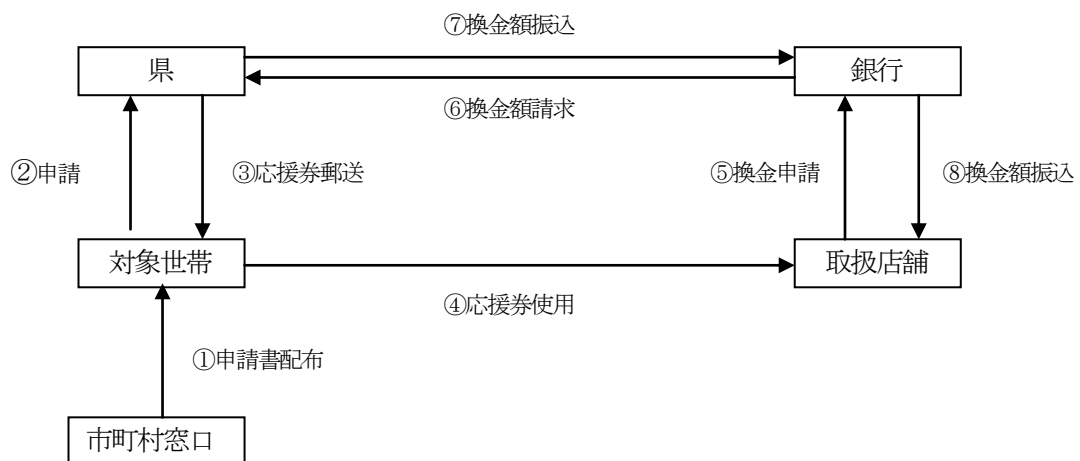 ⑦換金額振込
県
銀行
⑥換金額請求
②申請
③応援券郵送
⑤換金申請
⑧換金額振込
対象世帯
取扱店舗
④応援券使用
①申請書配布
市町村窓口